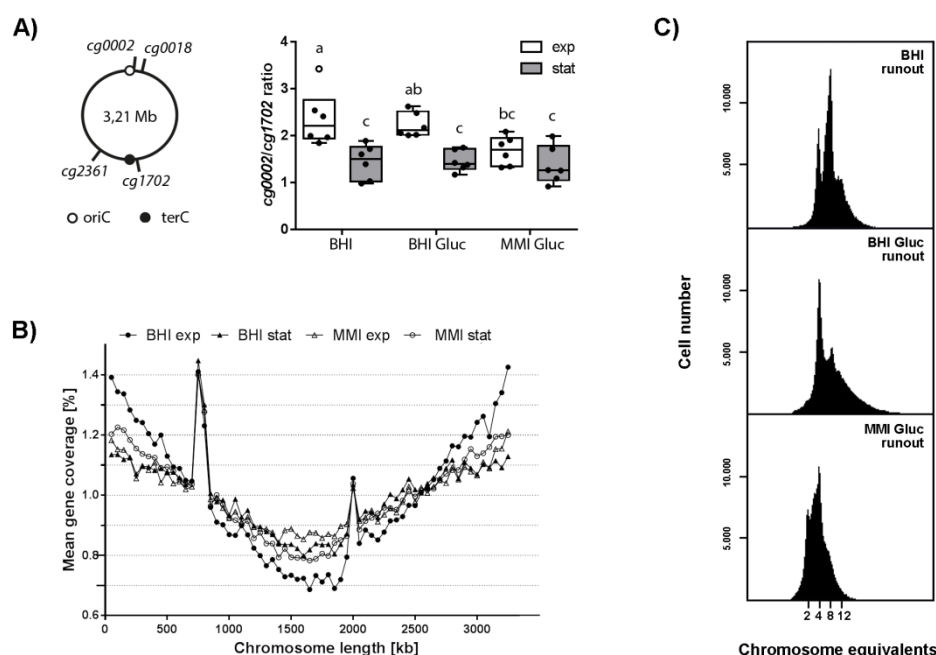 A)
cg0002
cg0018
3,21 Mb
cg2361
cg1702
oriC
terC
cg0002/cg1702 ratio
4
3
2
1
0
a
c
ab
c
bc
c
exp
stat
BHI
BHI Gluc
MMI Gluc
B)
BHI exp
BHI stat
MMI exp
MMI stat
Mean gene coverage [%]
1.4
1.2
1.0
0.8
0.6
0
500
1000
1500
2000
2500
3000
Chromosome length [kb]
C)
Cell number
BHI
runout
10.000
5.000
BHI Gluc
runout
10.000
5.000
MMI Gluc
runout
10.000
5.000
2 4 8 12
Chromosome equivalents